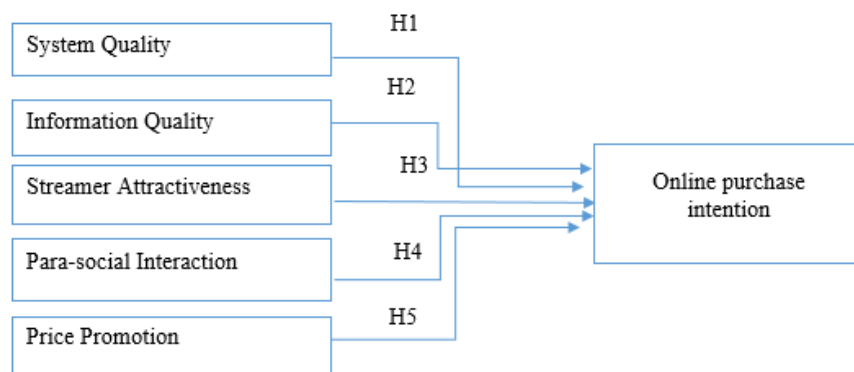 H1
System Quality
H2
Information Quality
H3
Streamer Attractiveness
Online purchase
intention
Para-social Interaction
H4
H5
Price Promotion